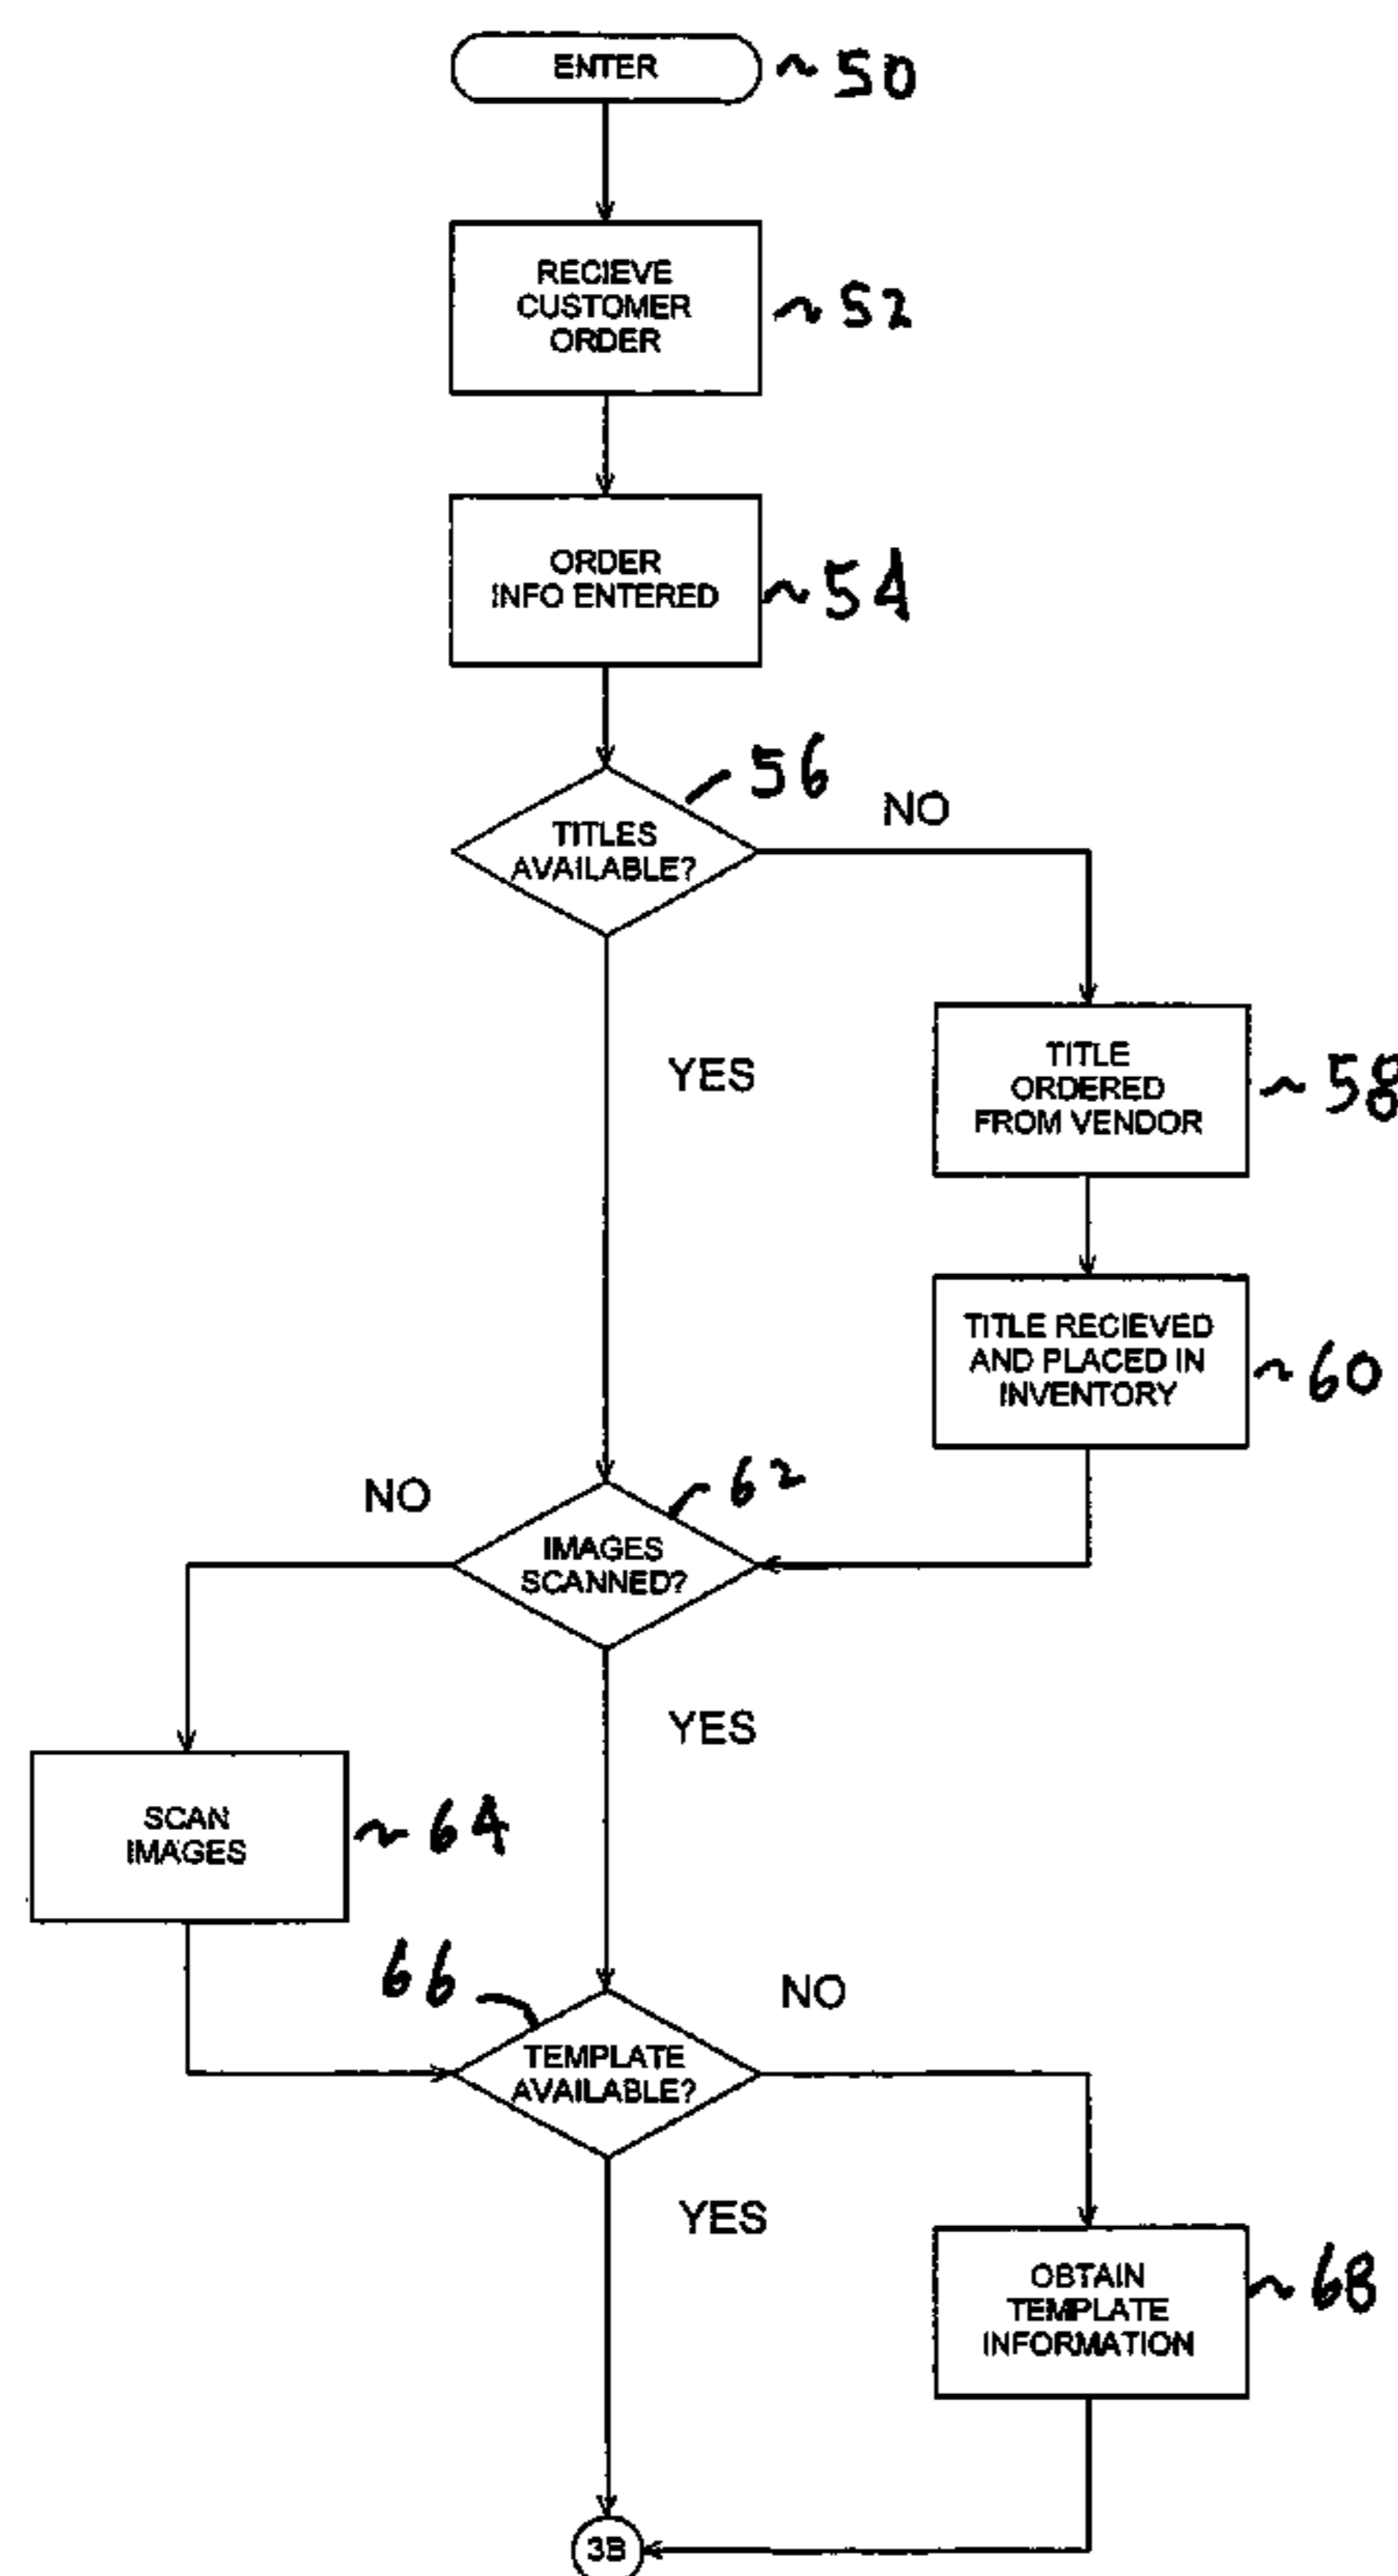 ENTER
~50
RECIEVE
CUSTOMER
ORDER
~52
ORDER
INFO ENTERED
~54
56
TITLES
AVAILABLE?
NO
YES
TITLE
ORDERED
FROM VENDOR
~58
TITLE RECIEVED
AND PLACED IN
INVENTORY
~60
62
NO
IMAGES
SCANNED?
YES
SCAN
IMAGES
~64
66
NO
TEMPLATE
AVAILABLE?
YES
OBTAIN
TEMPLATE
INFORMATION
~68
3B